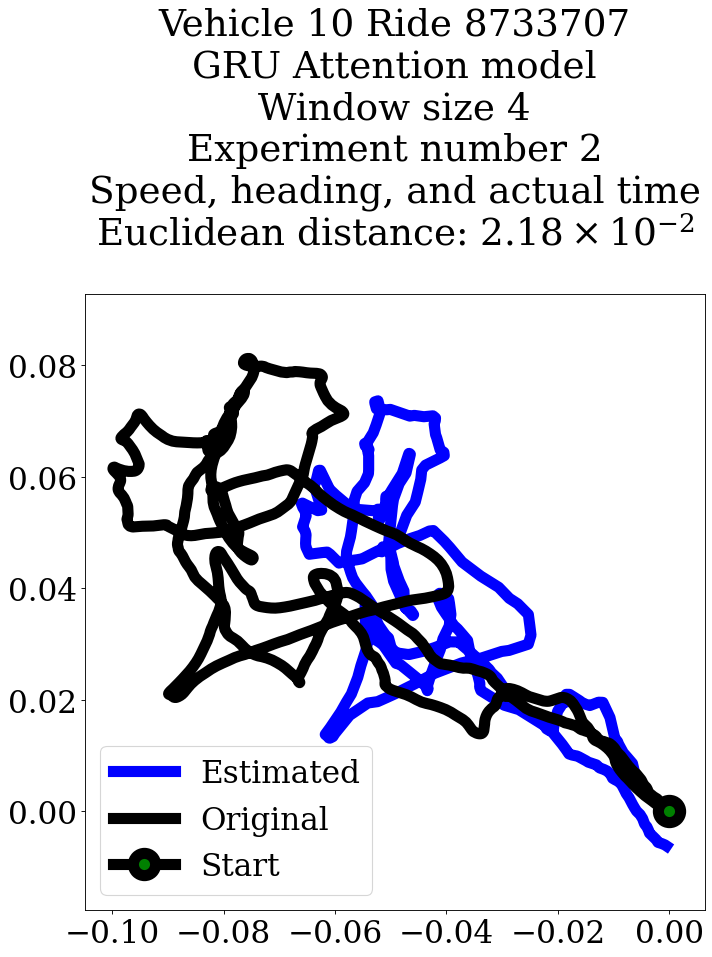 Vehicle 10 Ride 8733707
GRU Attention model
Window size 4
Experiment number 2
Speed, heading, and actual time
Euclidean distance: 2.18 × 10⁻²
0.08
0.06
0.04
0.02
0.00
Estimated
Original
Start
−0.10 −0.08 −0.06 −0.04 −0.02 0.00